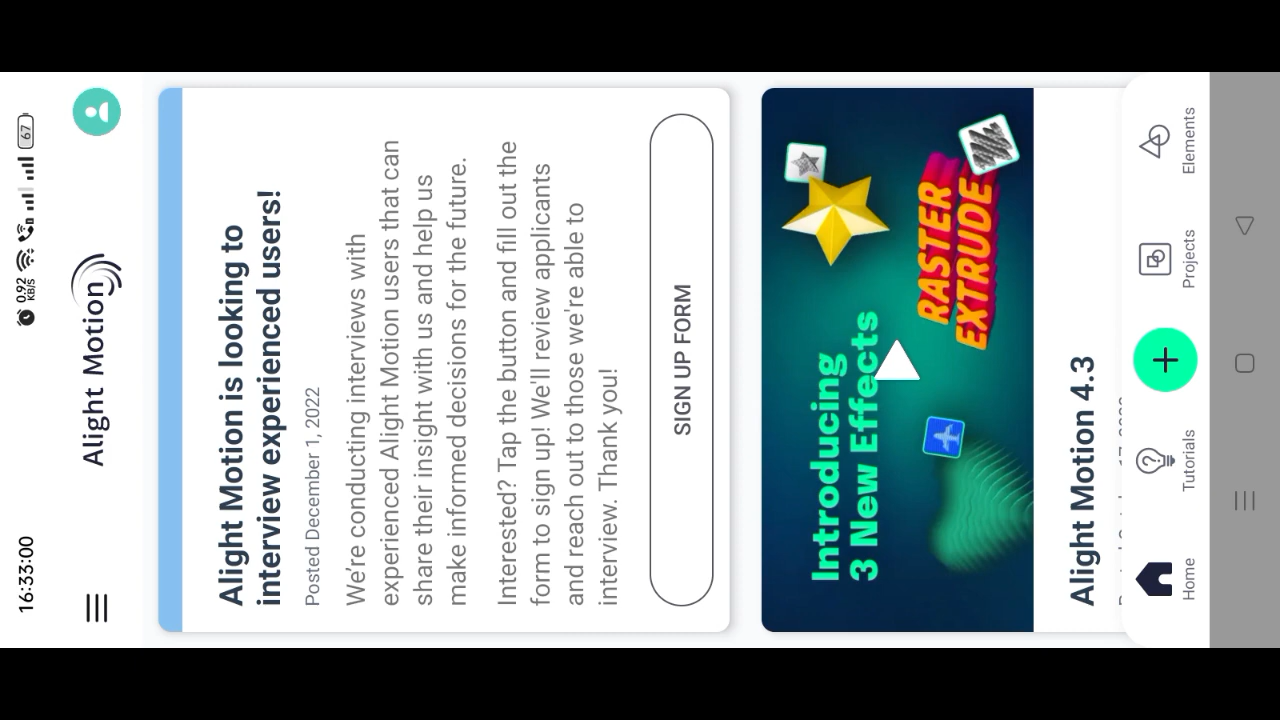 16:33:00
0.92
KB/S
67
Alight Motion
Alight Motion is looking to
interview experienced users!
Posted December 1, 2022
We're conducting interviews with
experienced Alight Motion users that can
share their insight with us and help us
make informed decisions for the future.
Interested? Tap the button and fill out the
form to sign up! We'll review applicants
and reach out to those we're able to
interview. Thank you!
SIGN UP FORM
Introducing
3 New Effects
RASTER
EXTRUDE
Alight Motion 4.3
Home
Tutorials
Projects
Elements